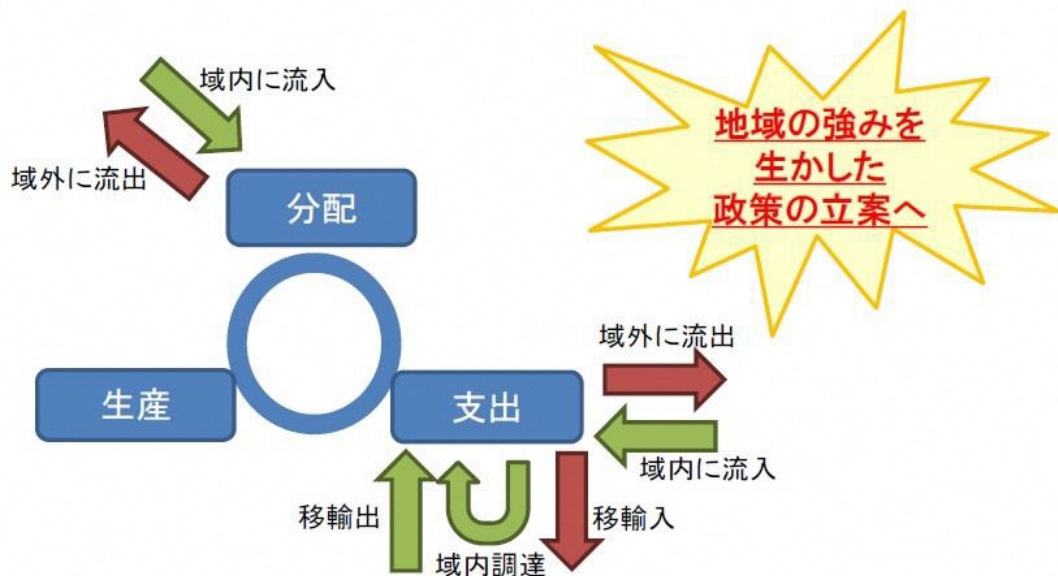 域内に流入
域外に流出
分配
地域の強みを
生かした
政策の立案へ
生産
支出
域外に流出
域内に流入
移輸出
域内調達
移輸入